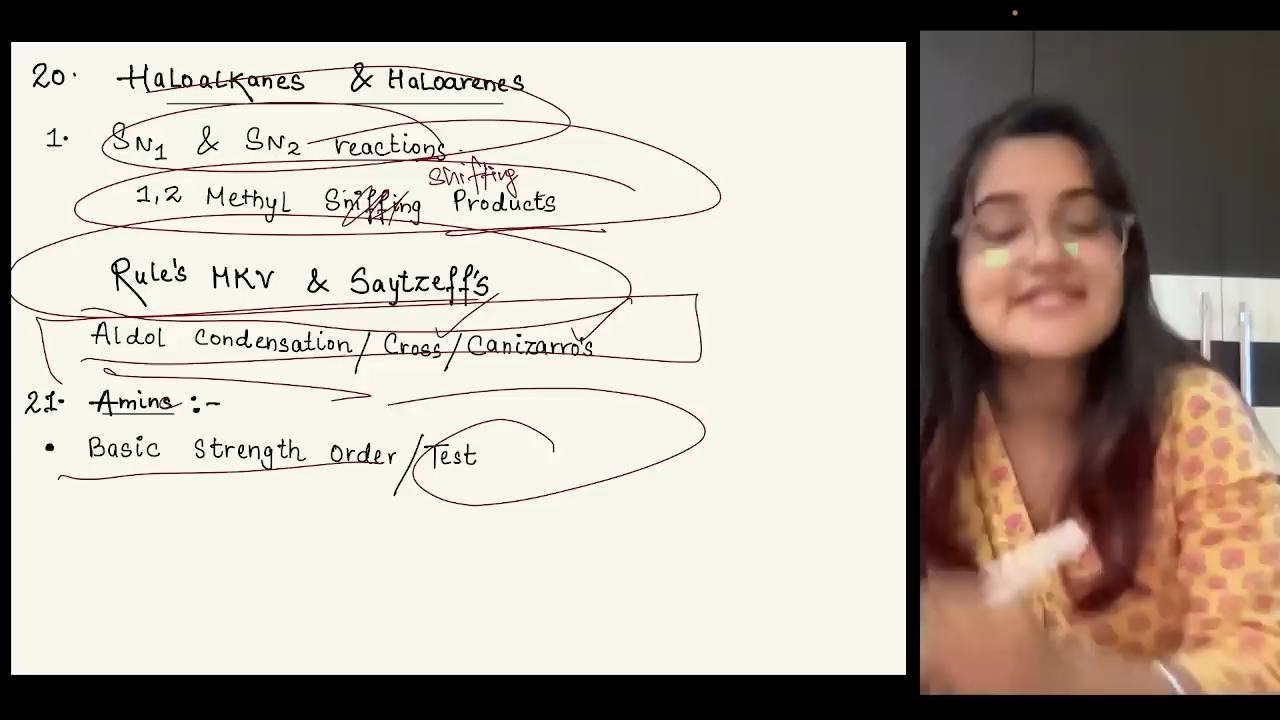 20. Haloalkanes & Haloarenes
1. SN1 & SN2 reactions.
shifting
1,2 Methyl Sniffing Products
Rule's MKV & Saytzeff's
Aldol Condensation / Cross / Canizarro's
21. Amins :-
• Basic Strength Order / Test